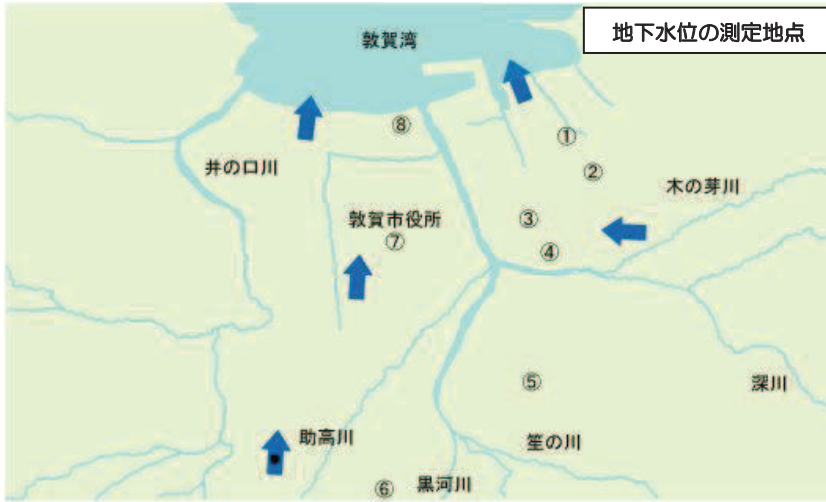 地下水位の測定地点
敦賀湾
⑧
①
井の口川
②
木の芽川
敦賀市役所
③
⑦
④
⑤
深川
助高川
笙の川
⑥
黒河川